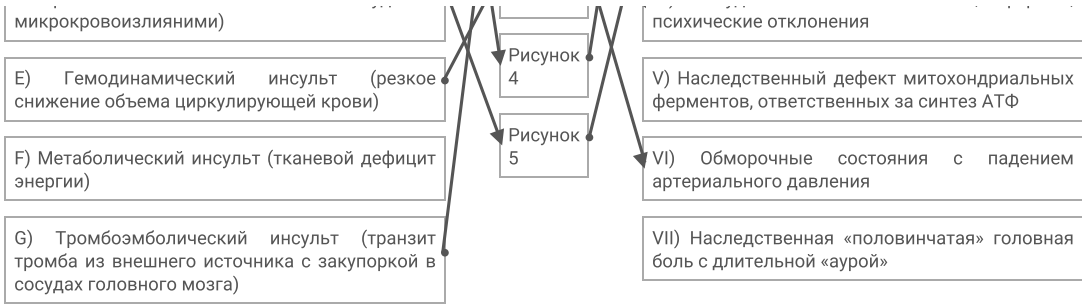 микрокровоизлияними)
психические отклонения
E) Гемодинамический инсульт (резкое
снижение объема циркулирующей крови)
Рисунок
4
V) Наследственный дефект митохондриальных
ферментов, ответственных за синтез АТФ
F) Метаболический инсульт (тканевой дефицит
энергии)
Рисунок
5
VI) Обморочные состояния с падением
артериального давления
G) Тромбоэмболический инсульт (транзит
тромба из внешнего источника с закупоркой в
сосудах головного мозга)
VII) Наследственная «половинчатая» головная
боль с длительной «аурой»